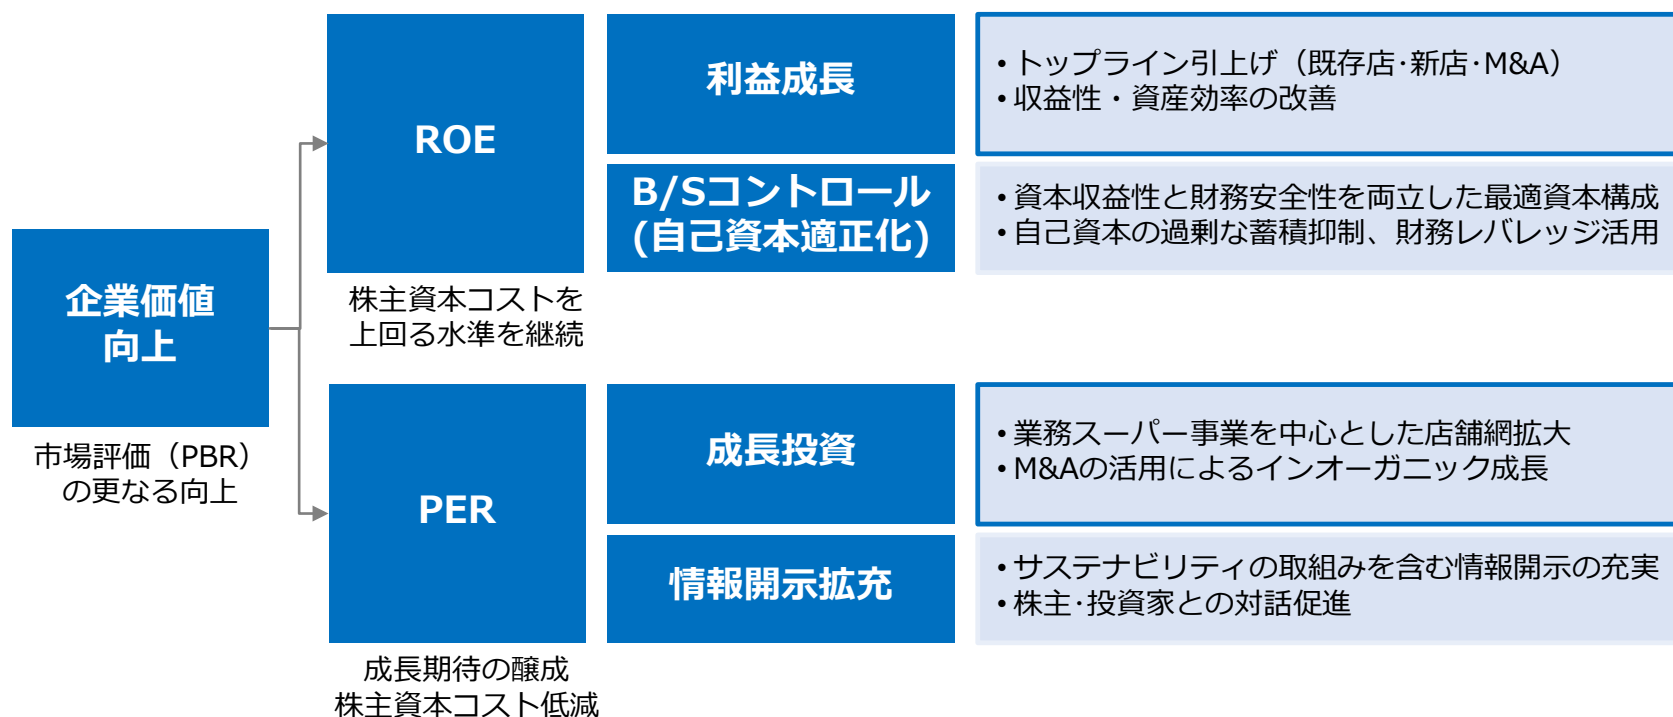 企業価値
向上
市場評価（PBR）
の更なる向上
ROE
株主資本コストを
上回る水準を継続
利益成長
• トップライン引上げ（既存店･新店･M&A）
• 収益性・資産効率の改善
B/Sコントロール
(自己資本適正化)
• 資本収益性と財務安全性を両立した最適資本構成
• 自己資本の過剰な蓄積抑制、財務レバレッジ活用
PER
成長期待の醸成
株主資本コスト低減
成長投資
• 業務スーパー事業を中心とした店舗網拡大
• M&Aの活用によるインオーガニック成長
情報開示拡充
• サステナビリティの取組みを含む情報開示の充実
• 株主･投資家との対話促進